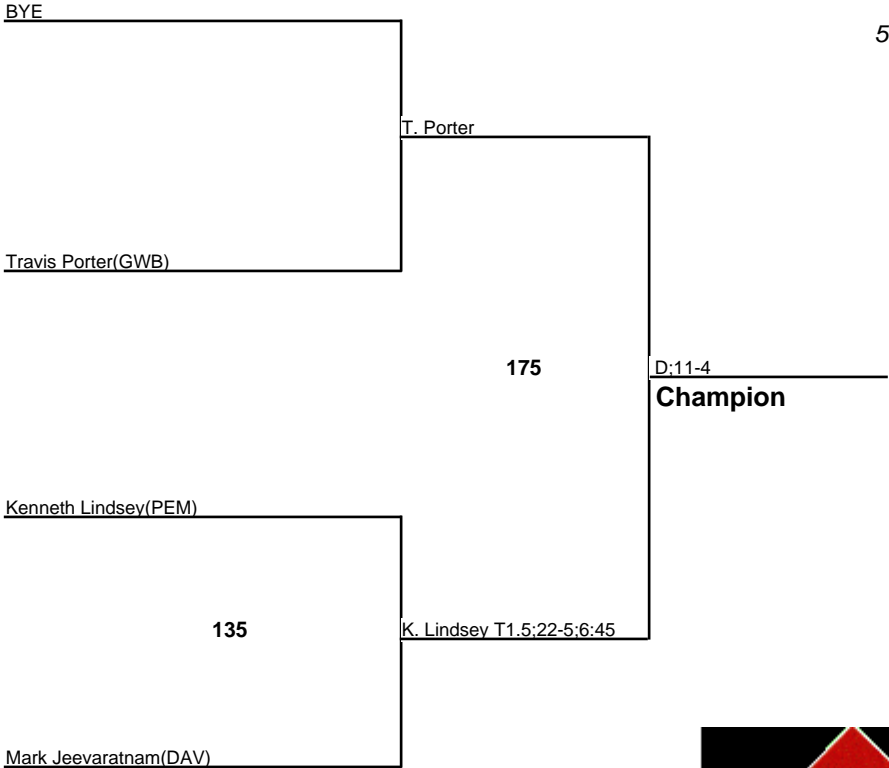 BYE
5
T. Porter
Travis Porter(GWB)
175
D;11-4
Champion
Kenneth Lindsey(PEM)
135
K. Lindsey T1.5;22-5;6:45
Mark Jeevaratnam(DAV)